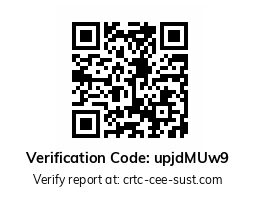 Verification Code: upjdMUw9
Verify report at: crtc-cee-sust.com